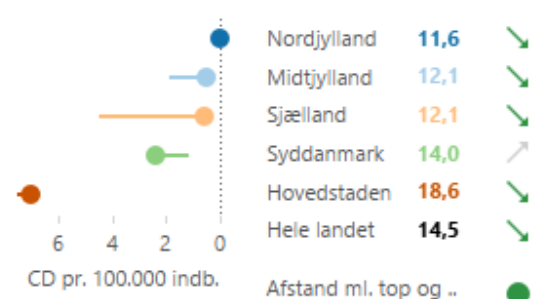 Nordjylland 11,6
Midtjylland 12,1
Sjælland 12,1
Syddanmark 14,0
Hovedstaden 18,6
Hele landet 14,5
6 4 2 0
CD pr. 100.000 indb.
Afstand ml. top og ..